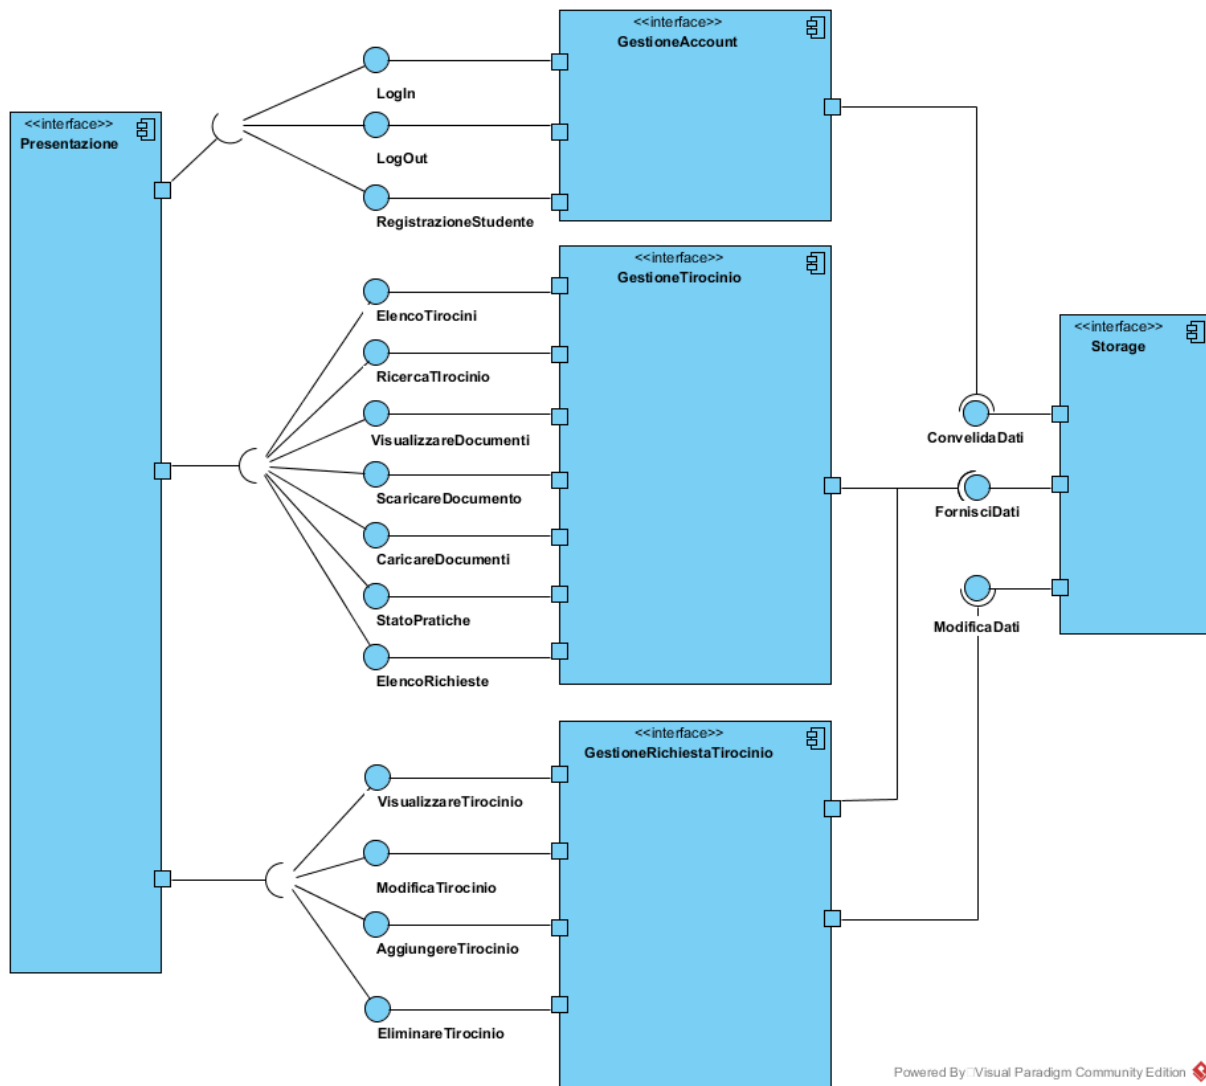 <<interface>>
Presentazione
<<interface>>
GestioneAccount
LogIn
LogOut
RegistrazioneStudente
<<interface>>
GestioneTirocinio
ElencoTirocini
RicercaTIrocinio
VisualizzareDocumenti
ScaricareDocumento
CaricareDocumenti
StatoPratiche
ElencoRichieste
<<interface>>
GestioneRichiestaTirocinio
VisualizzareTirocinio
ModificaTirocinio
AggiungereTirocinio
EliminareTirocinio
<<interface>>
Storage
ConvelidaDati
FornisciDati
ModificaDati
Powered By Visual Paradigm Community Edition